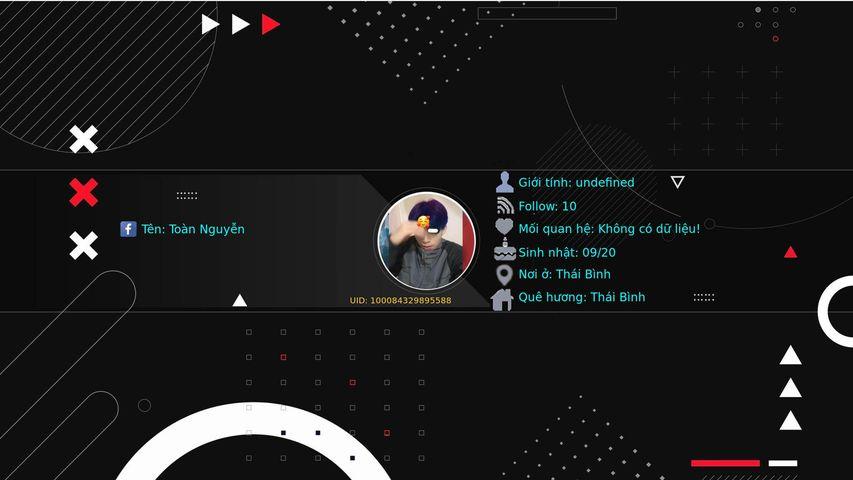 Tên: Toàn Nguyễn
UID: 100084329895588
Giới tính: undefined
Follow: 10
Mối quan hệ: Không có dữ liệu!
Sinh nhật: 09/20
Nơi ở: Thái Bình
Quê hương: Thái Bình